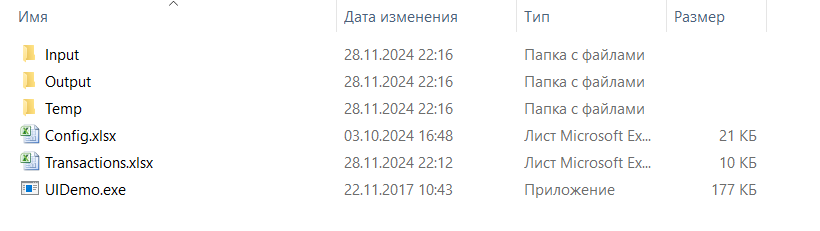 Имя Дата изменения Тип Размер
Input 28.11.2024 22:16 Папка с файлами
Output 28.11.2024 22:16 Папка с файлами
Temp 28.11.2024 22:16 Папка с файлами
Config.xlsx 03.10.2024 16:48 Лист Microsoft Ex... 21 КБ
Transactions.xlsx 28.11.2024 22:12 Лист Microsoft Ex... 10 КБ
UIDemo.exe 22.11.2017 10:43 Приложение 177 КБ